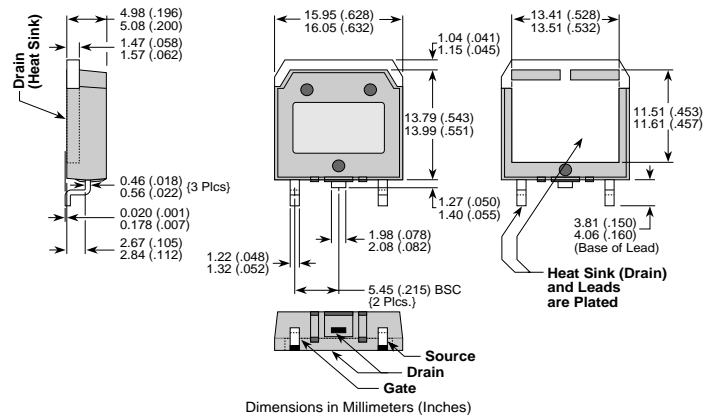 4.98 (.196)
5.08 (.200)
1.47 (.058)
1.57 (.062)
Drain
(Heat Sink)
15.95 (.628)
16.05 (.632)
1.04 (.041)
1.15 (.045)
13.41 (.528)
13.51 (.532)
13.79 (.543)
13.99 (.551)
11.51 (.453)
11.61 (.457)
0.46 (.018)
0.56 (.022) {3 Plcs}
0.020 (.001)
0.178 (.007)
2.67 (.105)
2.84 (.112)
1.27 (.050)
1.40 (.055)
1.98 (.078)
2.08 (.082)
1.22 (.048)
1.32 (.052)
3.81 (.150)
4.06 (.160)
(Base of Lead)
5.45 (.215) BSC
{2 Plcs.}
Heat Sink (Drain)
and Leads
are Plated
Source
Drain
Gate
Dimensions in Millimeters (Inches)